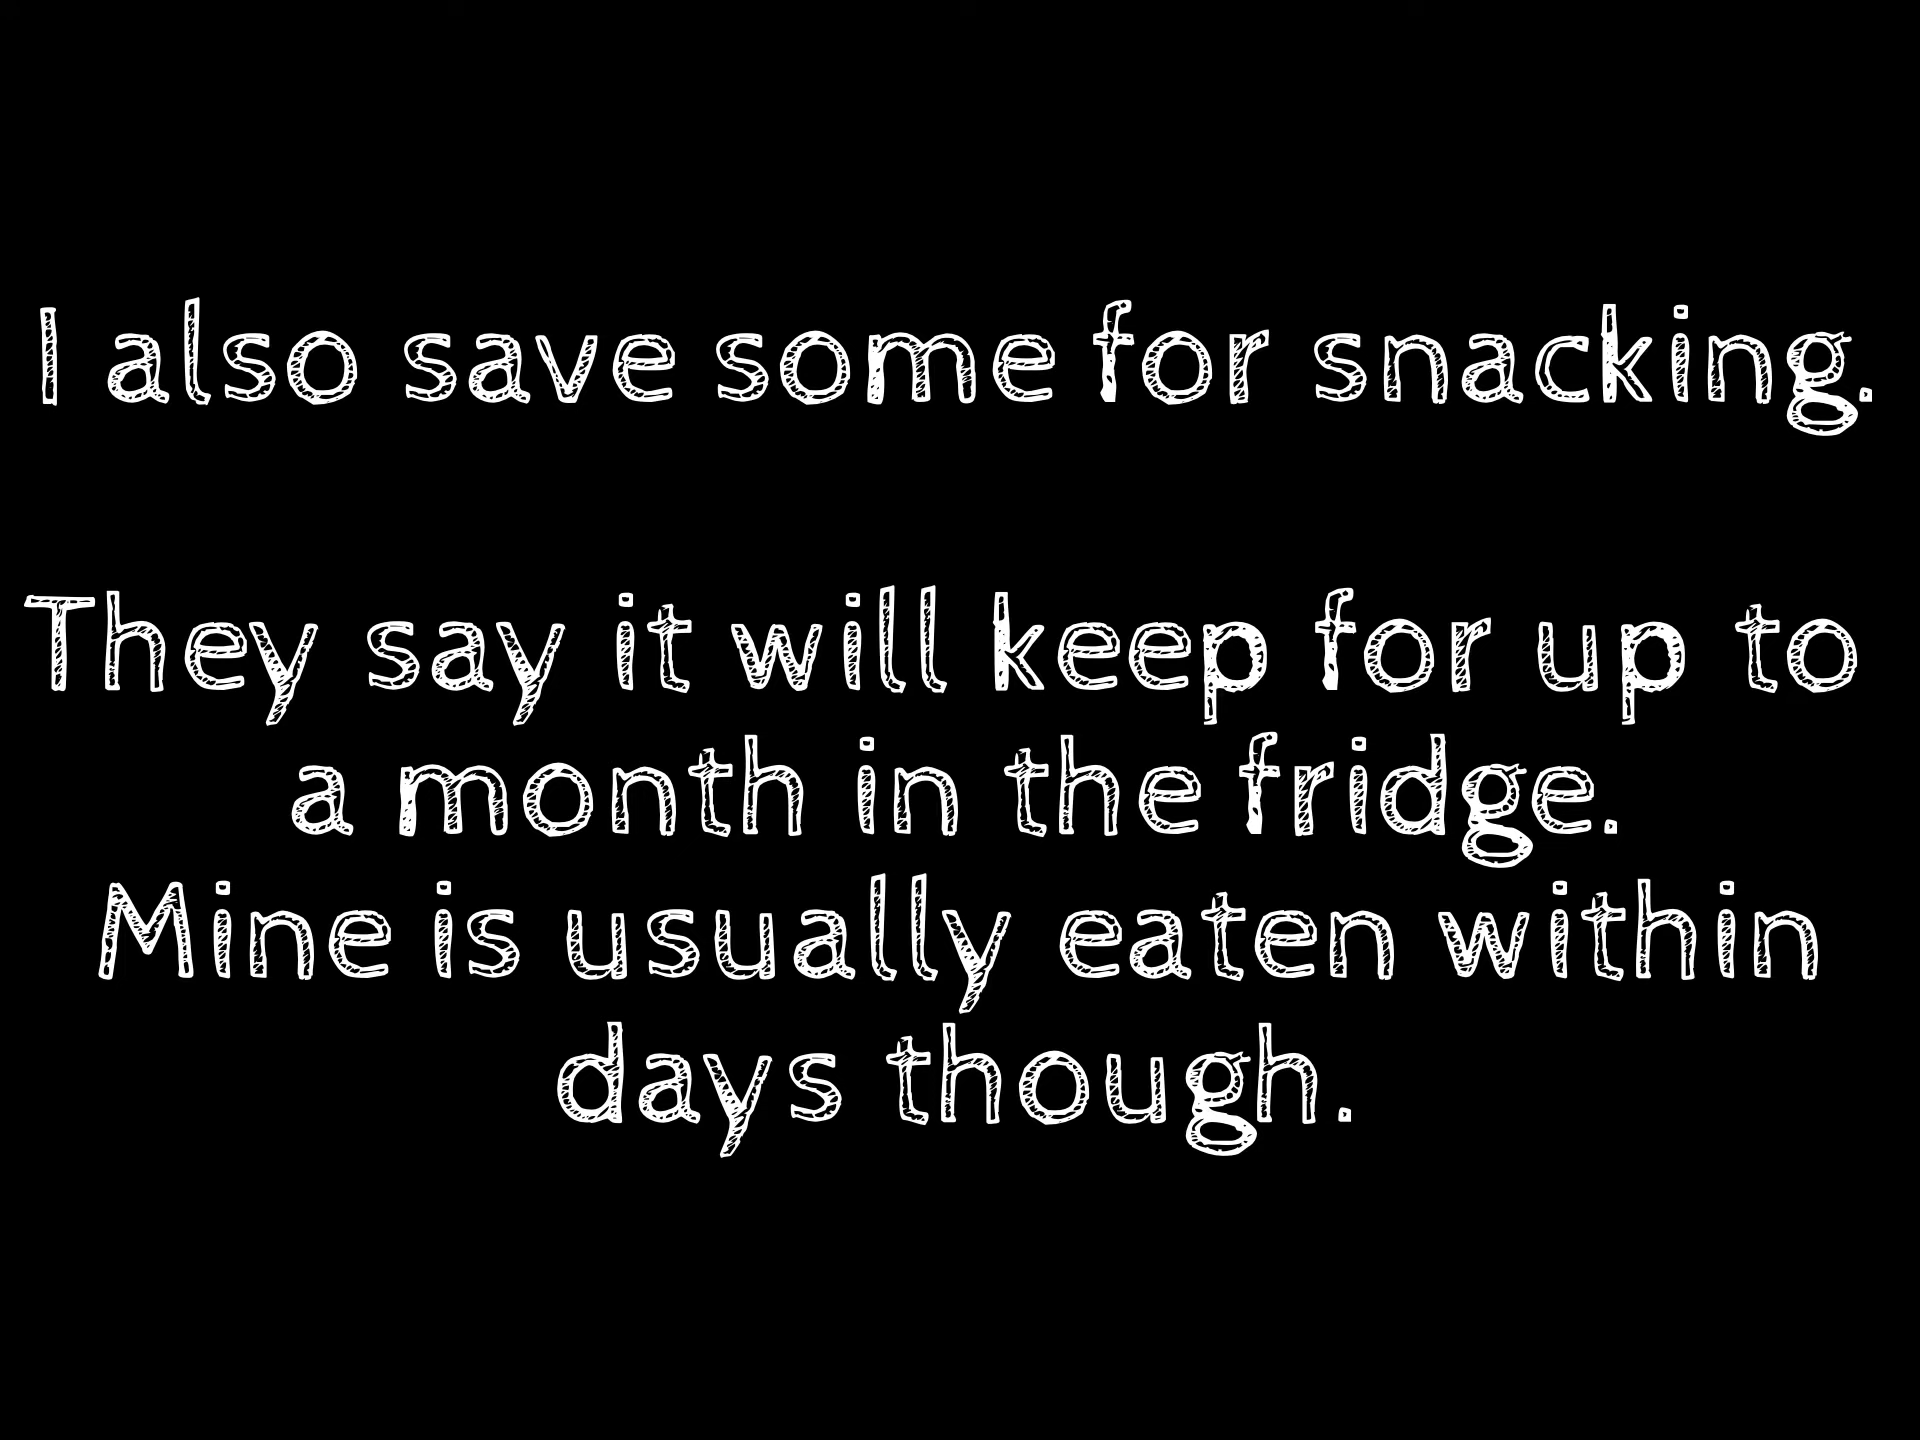 I also save some for snacking.
They say it will keep for up to
a month in the fridge.
Mine is usually eaten within
days though.